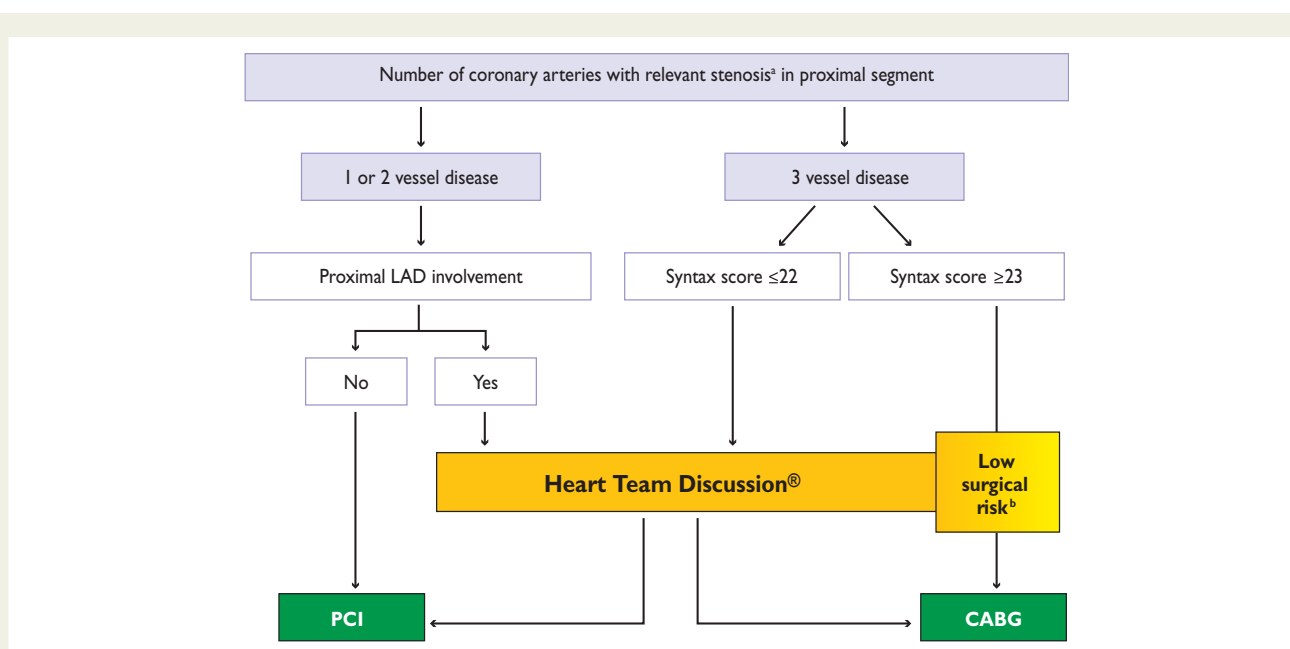 Number of coronary arteries with relevant stenosisᵃ in proximal segment
1 or 2 vessel disease
3 vessel disease
Proximal LAD involvement
Syntax score ≤22
Syntax score ≥23
No
Yes
Heart Team Discussion®
Low
surgical
riskᵇ
PCI
CABG